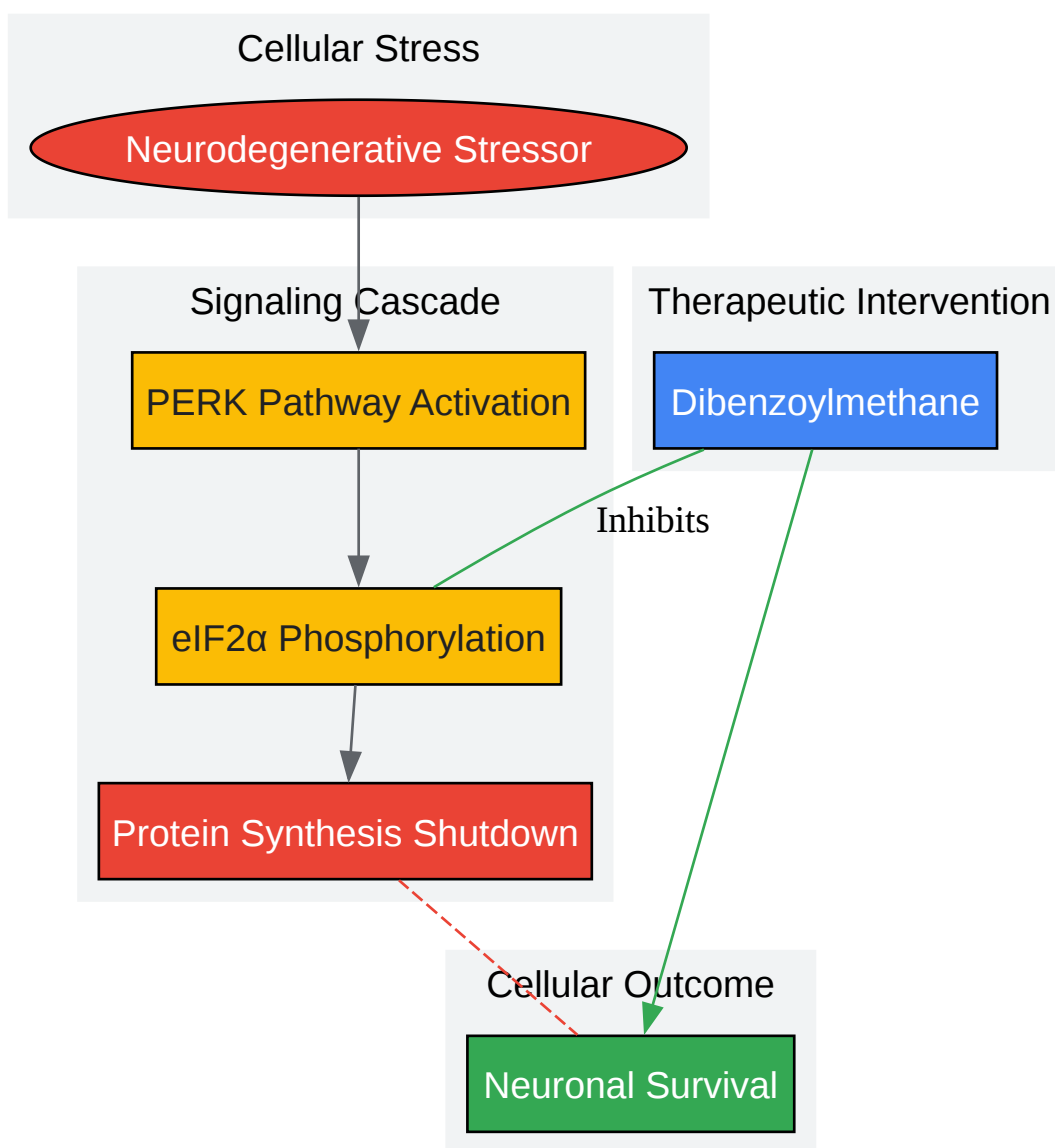 Cellular Stress
Neurodegenerative Stressor
Signaling Cascade
Therapeutic Intervention
PERK Pathway Activation
Dibenzoylmethane
Inhibits
eIF2α Phosphorylation
Protein Synthesis Shutdown
Cellular Outcome
Neuronal Survival